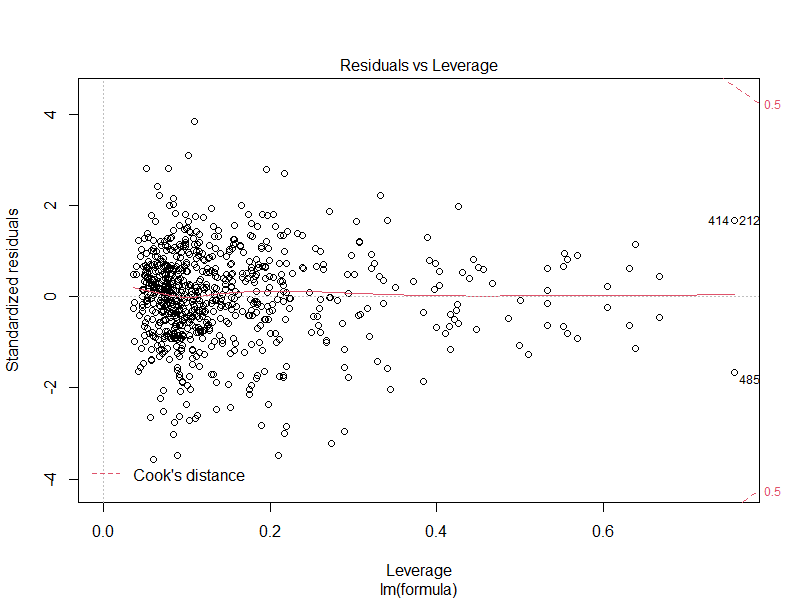 Residuals vs Leverage
Standardized residuals
4
2
0
-2
-4
0.5
414 212
485
0.5
Cook's distance
0.0 0.2 0.4 0.6
Leverage
lm(formula)